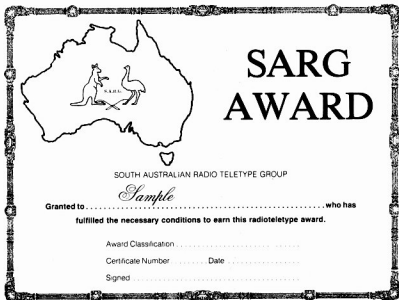 SARG
AWARD
S.A.R.G.
SOUTH AUSTRALIAN RADIO TELETYPE GROUP
Granted to Sample who has
fulfilled the necessary conditions to earn this radioteletype award.
Award Classification
Certificate Number Date
Signed